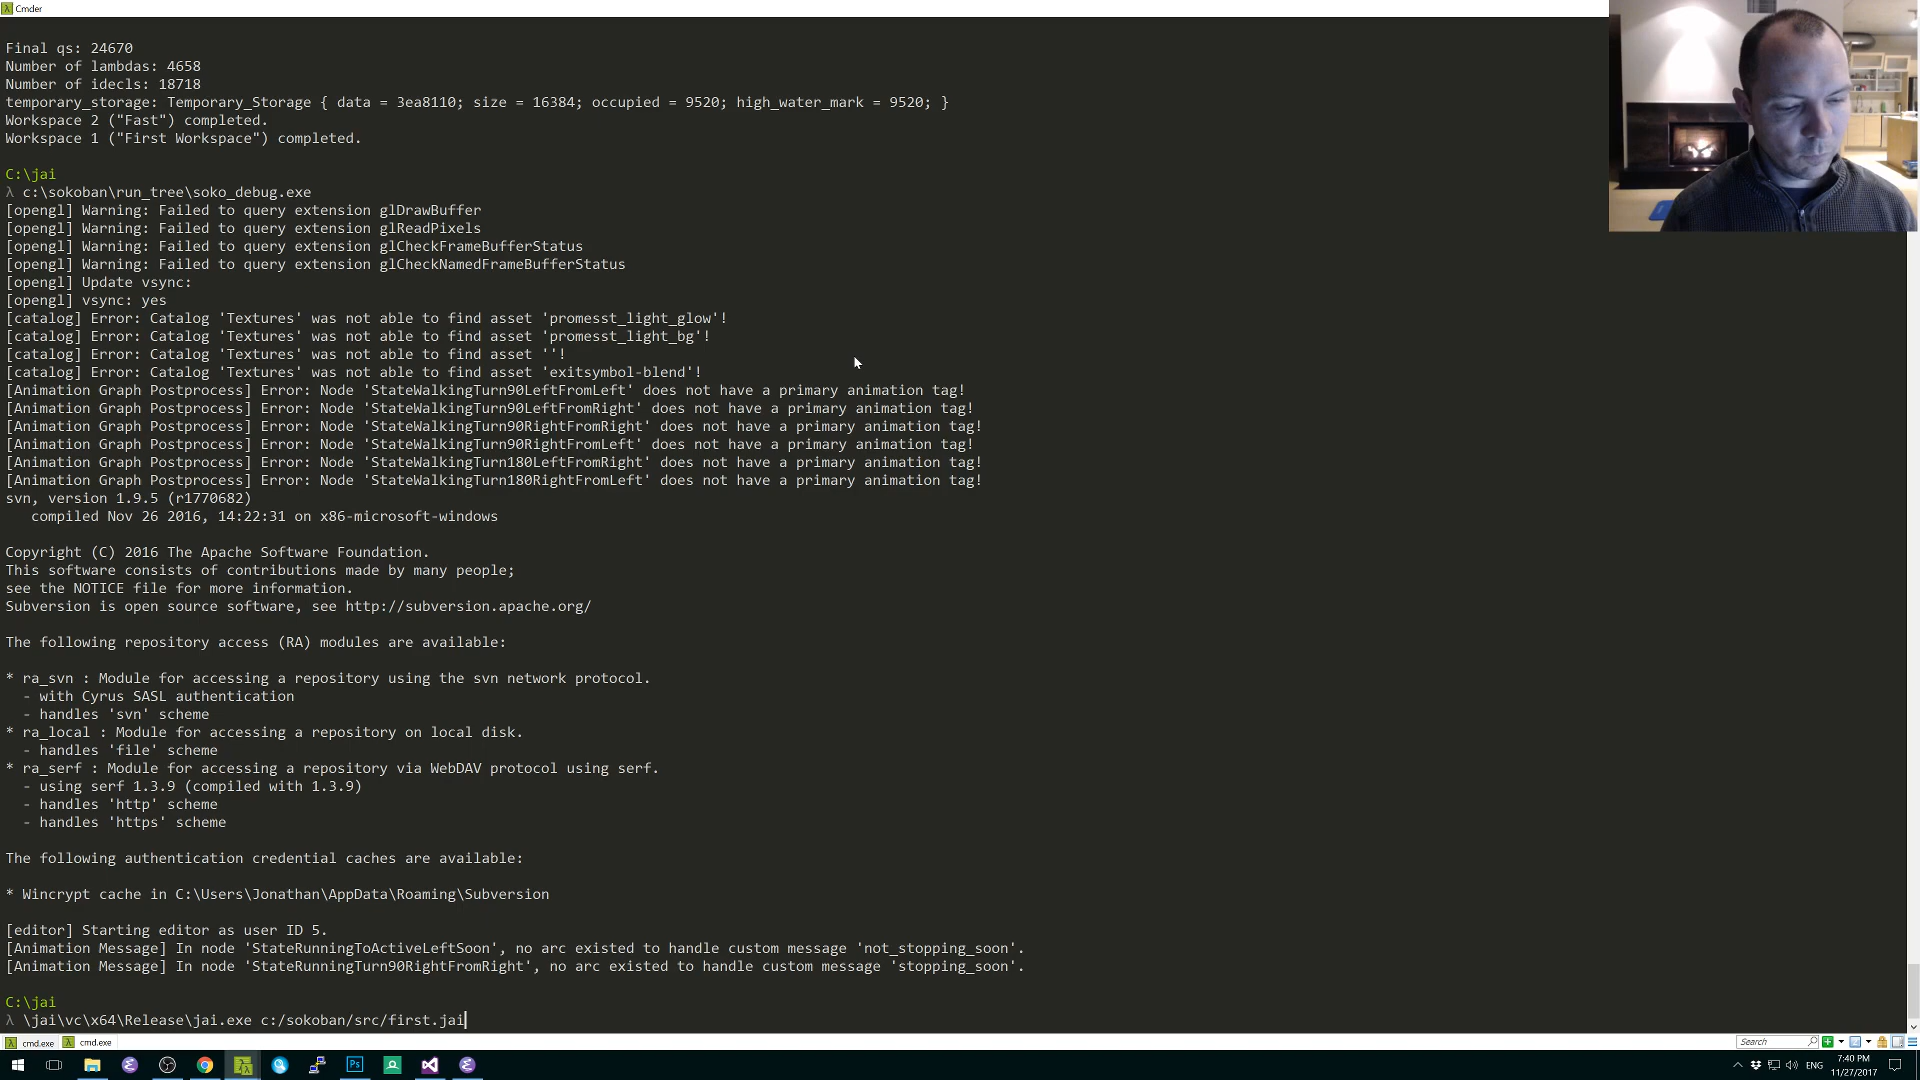 Cmder
Final qs: 24670
Number of lambdas: 4658
Number of idecls: 18718
temporary_storage: Temporary_Storage { data = 3ea8110; size = 16384; occupied = 9520; high_water_mark = 9520; }
Workspace 2 ("Fast") completed.
Workspace 1 ("First Workspace") completed.
C:\jai
λ c:\sokoban\run_tree\soko_debug.exe
[opengl] Warning: Failed to query extension glDrawBuffer
[opengl] Warning: Failed to query extension glReadPixels
[opengl] Warning: Failed to query extension glCheckFrameBufferStatus
[opengl] Warning: Failed to query extension glCheckNamedFrameBufferStatus
[opengl] Update vsync:
[opengl] vsync: yes
[catalog] Error: Catalog 'Textures' was not able to find asset 'promesst_light_glow'!
[catalog] Error: Catalog 'Textures' was not able to find asset 'promesst_light_bg'!
[catalog] Error: Catalog 'Textures' was not able to find asset ''!
[catalog] Error: Catalog 'Textures' was not able to find asset 'exitsymbol-blend'!
[Animation Graph Postprocess] Error: Node 'StateWalkingTurn90LeftFromLeft' does not have a primary animation tag!
[Animation Graph Postprocess] Error: Node 'StateWalkingTurn90LeftFromRight' does not have a primary animation tag!
[Animation Graph Postprocess] Error: Node 'StateWalkingTurn90RightFromRight' does not have a primary animation tag!
[Animation Graph Postprocess] Error: Node 'StateWalkingTurn90RightFromLeft' does not have a primary animation tag!
[Animation Graph Postprocess] Error: Node 'StateWalkingTurn180LeftFromRight' does not have a primary animation tag!
[Animation Graph Postprocess] Error: Node 'StateWalkingTurn180RightFromLeft' does not have a primary animation tag!
svn, version 1.9.5 (r1770682)
compiled Nov 26 2016, 14:22:31 on x86-microsoft-windows
Copyright (C) 2016 The Apache Software Foundation.
This software consists of contributions made by many people;
see the NOTICE file for more information.
Subversion is open source software, see http://subversion.apache.org/
The following repository access (RA) modules are available:
* ra_svn : Module for accessing a repository using the svn network protocol.
- with Cyrus SASL authentication
- handles 'svn' scheme
* ra_local : Module for accessing a repository on local disk.
- handles 'file' scheme
* ra_serf : Module for accessing a repository via WebDAV protocol using serf.
- using serf 1.3.9 (compiled with 1.3.9)
- handles 'http' scheme
- handles 'https' scheme
The following authentication credential caches are available:
* Wincrypt cache in C:\Users\Jonathan\AppData\Roaming\Subversion
[editor] Starting editor as user ID 5.
[Animation Message] In node 'StateRunningToActiveLeftSoon', no arc existed to handle custom message 'not_stopping_soon'.
[Animation Message] In node 'StateRunningTurn90RightFromRight', no arc existed to handle custom message 'stopping_soon'.
C:\jai
λ \jai\vc\x64\Release\jai.exe c:/sokoban/src/first.jai
cmd.exe cmd.exe Search
Ps ENG 7:40 PM
11/27/2017